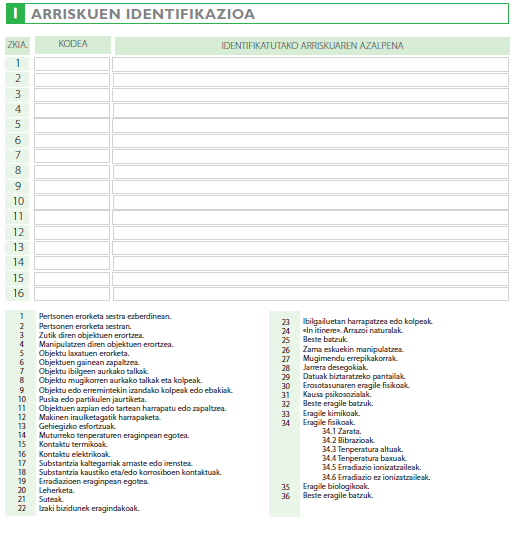 I ARRISKUEN IDENTIFIKAZIOA
ZKIA. KODEA IDENTIFIKATUTAKO ARRISKUAREN AZALPENA
1
2
3
4
5
6
7
8
9
10
11
12
13
14
15
16
1 Pertsonen erorketa sestra ezberdinean.
2 Pertsonen erorketa sestran.
3 Zutik diren objektuen erortzea.
4 Manipulatzen diren objektuen erortzea.
5 Objektu laxatuen erorketa.
6 Objektuen gainean zapaltzea.
7 Objektu ibilgeen aurkako talkak.
8 Objektu mugikorren aurkako talkak eta kolpeak.
9 Objektu edo erremintekin izandako kolpeak edo ebakiak.
10 Puska edo partikulen jaurtiketa.
11 Objektuen azpian edo tartean harrapatu edo zapaltzea.
12 Makinen iraulketagatik harrapaketa.
13 Gehiegizko esfortzuak.
14 Muturreko tenperaturen eraginpean egotea.
15 Kontaktu termikoak.
16 Kontaktu elektrikoak.
17 Substantzia kaltegarriak arnaste edo irenstea.
18 Substantzia kaustiko eta/edo korrosiboen kontaktuak.
19 Erradiazioen eraginpean egotea.
20 Leherketa.
21 Suteak.
22 Izaki bizidunek eragindakoak.
23 Ibilgailuetan harrapatzea edo kolpeak.
24 «In itinere». Arrazoi naturalak.
25 Beste batzuk.
26 Zama eskuekin manipulatzea.
27 Mugimendu errepikakorrak.
28 Jarrera desegokiak.
29 Datuak biztaratzeko pantailak.
30 Erosotasunaren eragile fisikoak.
31 Kausa psikosozialak.
32 Beste eragile batzuk.
33 Eragile kimikoak.
34 Eragile fisikoak.
34.1 Zarata.
34.2 Bibrazioak.
34.3 Tenperatura altuak.
34.4 Tenperatura baxuak.
34.5 Erradiazio ionizatzaileak.
34.6 Erradiazio ez ionizatzaileak.
35 Eragile biologikoak.
36 Beste eragile batzuk.